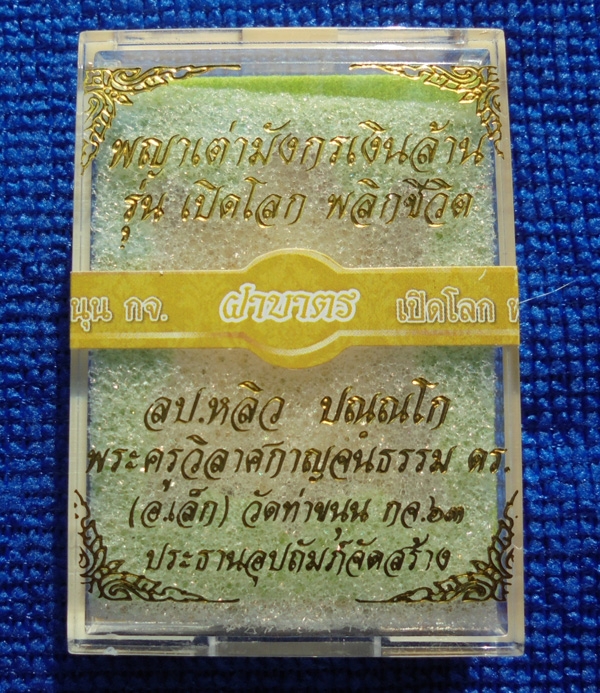 พญาเต่ามังกรเงินล้าน
รุ่น เปิดโลก พลิกชีวิต
นุน กจ. ฝาบาตร เปิดโลก พ
ลป.หลิว ปณฺณโก
พระครูวิลาศกาญจนธรรม ดร.
(อ.เล็ก) วัดท่าขนุน กจ.๖๓
ประธานอุปถัมภ์จัดสร้าง